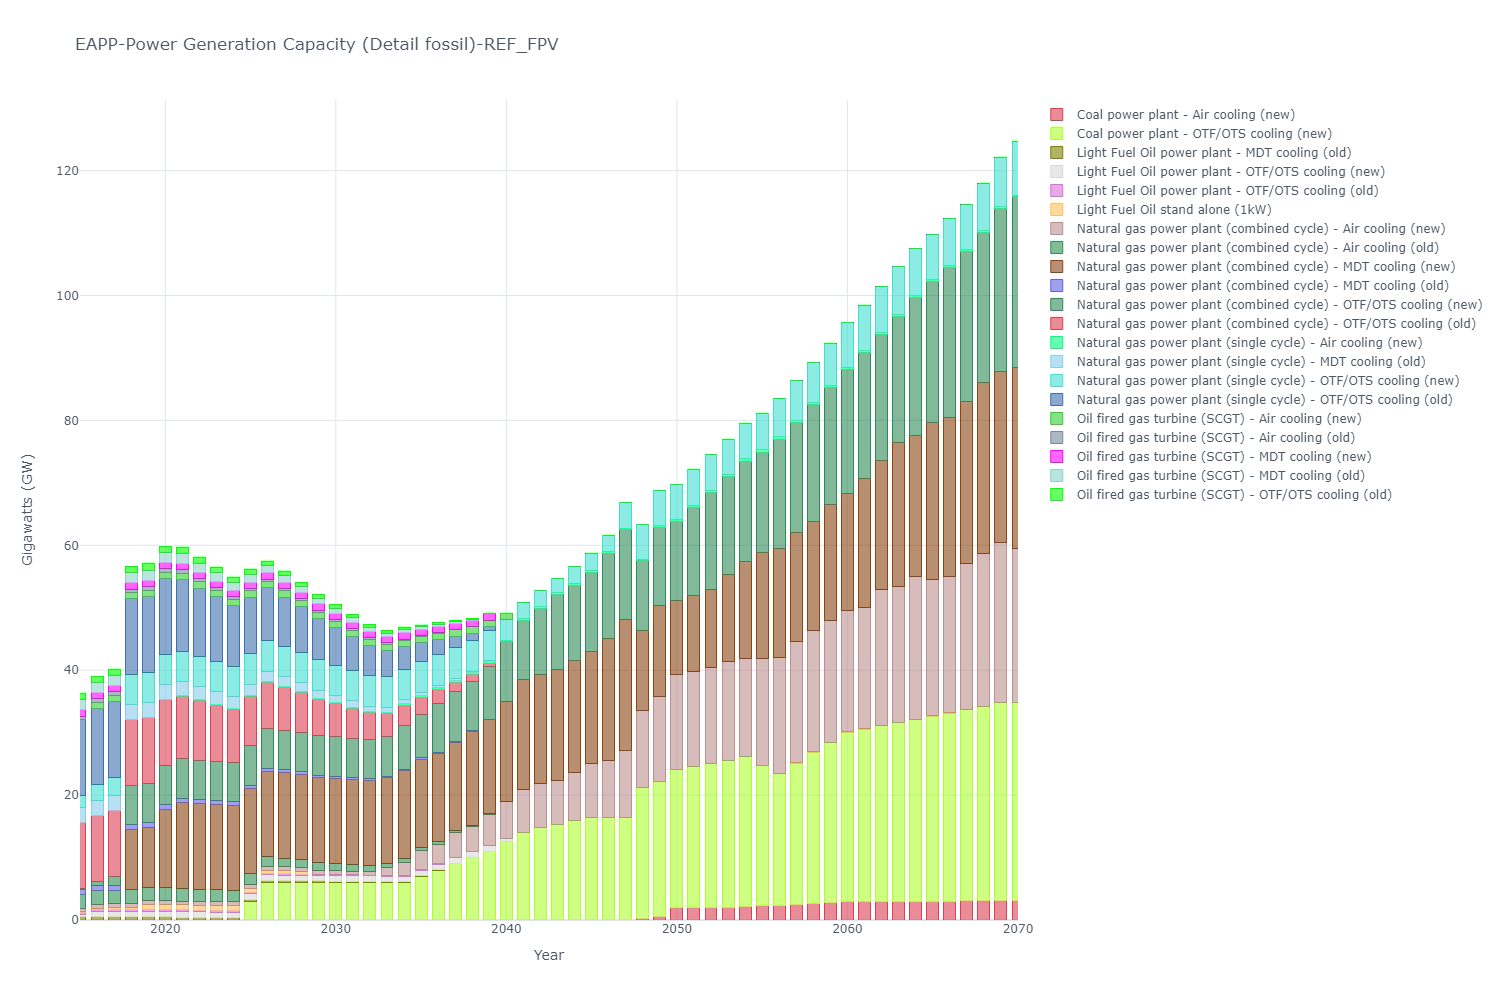 EAPP-Power Generation Capacity (Detail fossil)-REF_FPV
Gigawatts (GW)
120
100
80
60
40
20
0
2020
2030
2040
2050
2060
2070
Year
Coal power plant - Air cooling (new)
Coal power plant - OTF/OTS cooling (new)
Light Fuel Oil power plant - MDT cooling (old)
Light Fuel Oil power plant - OTF/OTS cooling (new)
Light Fuel Oil power plant - OTF/OTS cooling (old)
Light Fuel Oil stand alone (1kW)
Natural gas power plant (combined cycle) - Air cooling (new)
Natural gas power plant (combined cycle) - Air cooling (old)
Natural gas power plant (combined cycle) - MDT cooling (new)
Natural gas power plant (combined cycle) - MDT cooling (old)
Natural gas power plant (combined cycle) - OTF/OTS cooling (new)
Natural gas power plant (combined cycle) - OTF/OTS cooling (old)
Natural gas power plant (single cycle) - Air cooling (new)
Natural gas power plant (single cycle) - MDT cooling (old)
Natural gas power plant (single cycle) - OTF/OTS cooling (new)
Natural gas power plant (single cycle) - OTF/OTS cooling (old)
Oil fired gas turbine (SCGT) - Air cooling (new)
Oil fired gas turbine (SCGT) - Air cooling (old)
Oil fired gas turbine (SCGT) - MDT cooling (new)
Oil fired gas turbine (SCGT) - MDT cooling (old)
Oil fired gas turbine (SCGT) - OTF/OTS cooling (old)